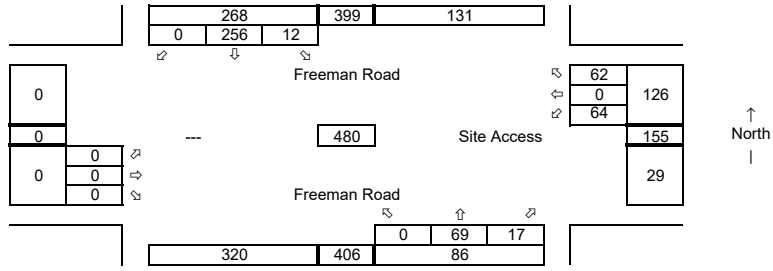 268 399 131
0 256 12
⬃ ⇩ ⬂
Freeman Road
⬁ 62
0 ⇦ 0 126
⬃ 64
0 --- 480 Site Access 155
↑
North
|
0 ⬀
0 0 ⇨ 29
0 ⬂
Freeman Road
⬁ ⇧ ⬀
0 69 17
320 406 86